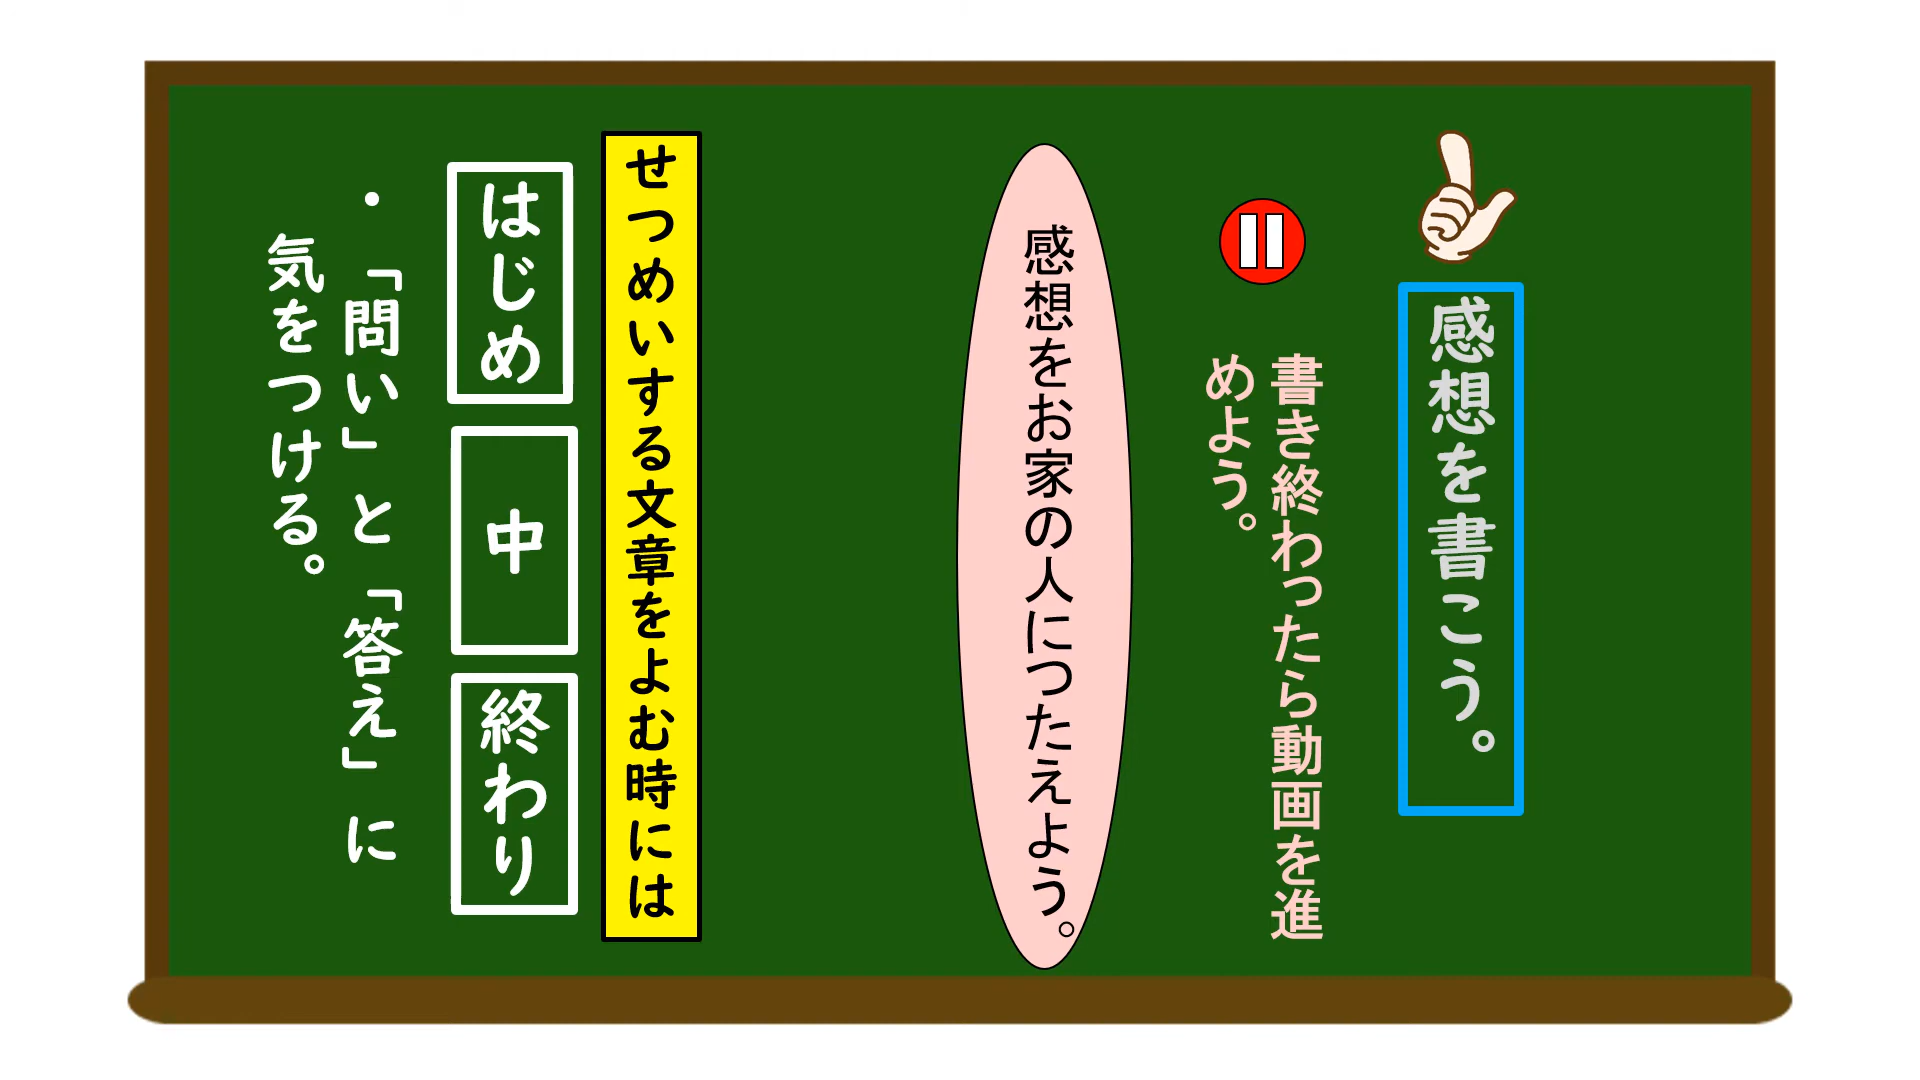 感想を書こう。
書き終わったら動画を進
めよう。
感想をお家の人につたえよう。
せつめいする文章をよむ時には
はじめ
中
終わり
・「問い」と「答え」に
気をつける。